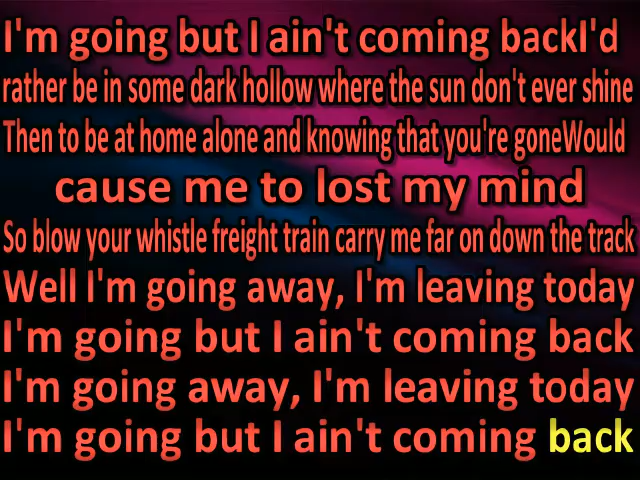 I'm going but I ain't coming backI'd
rather be in some dark hollow where the sun don't ever shine
Then to be at home alone and knowing that you're goneWould
cause me to lost my mind
So blow your whistle freight train carry me far on down the track
Well I'm going away, I'm leaving today
I'm going but I ain't coming back
I'm going away, I'm leaving today
I'm going but I ain't coming back